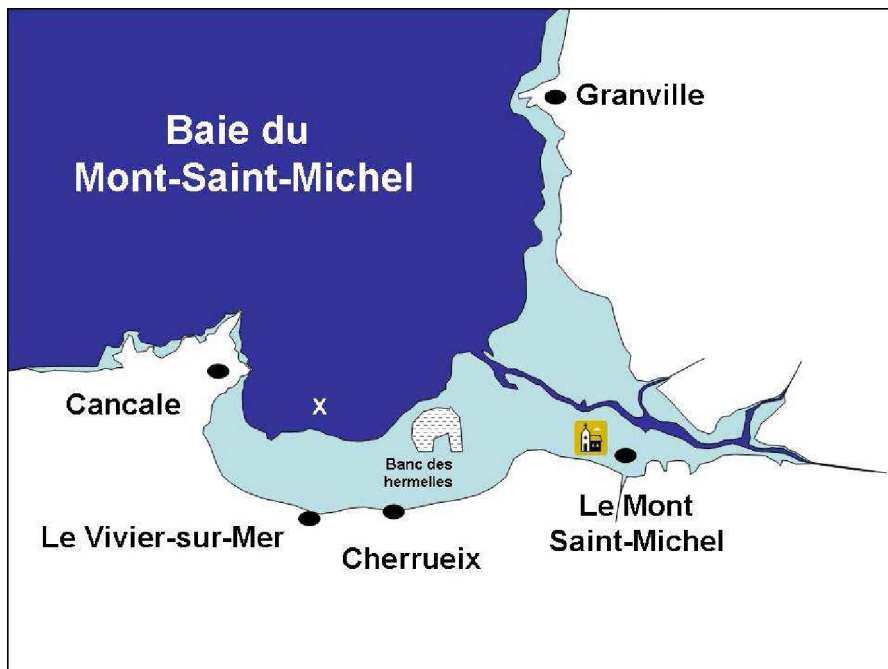 Granville
Baie du
Mont-Saint-Michel
Cancale
X
Banc des
hermelles
Le Mont
Saint-Michel
Le Vivier-sur-Mer
Cherrueix